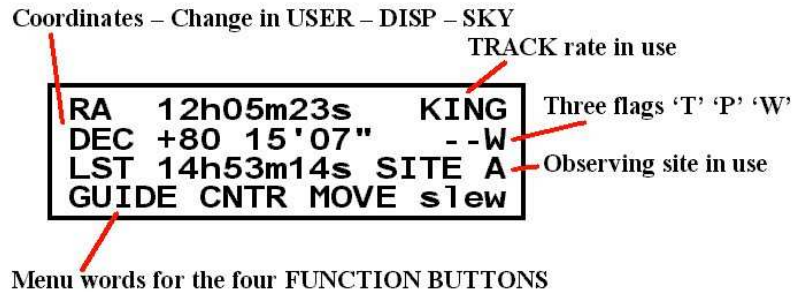 Coordinates – Change in USER – DISP – SKY
TRACK rate in use
RA 12h05m23s KING
DEC +80 15'07" --W
LST 14h53m14s SITE A
GUIDE CNTR MOVE slew
Three flags ‘T’ ‘P’ ‘W’
Observing site in use
Menu words for the four FUNCTION BUTTONS